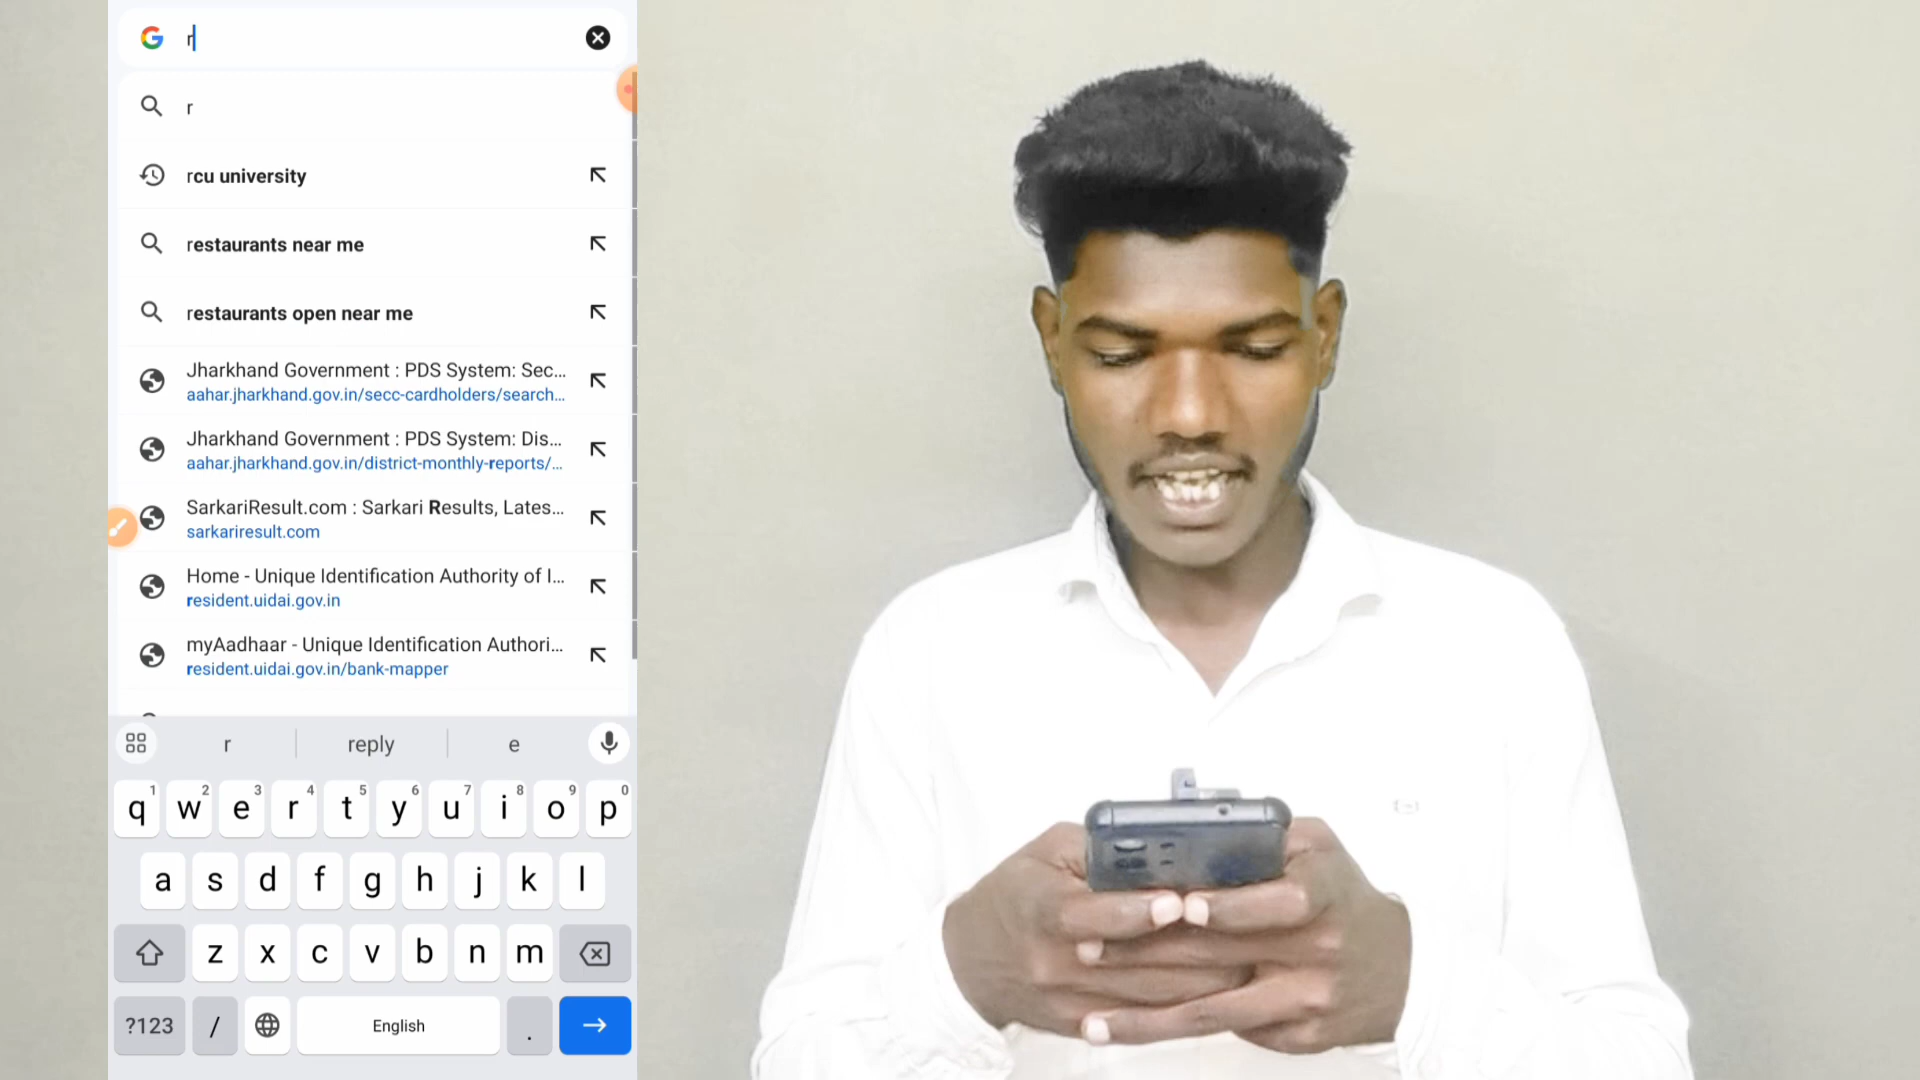 r
r
rcu university
restaurants near me
restaurants open near me
Jharkhand Government : PDS System: Sec...
aahar.jharkhand.gov.in/secc-cardholders/search...
Jharkhand Government : PDS System: Dis...
aahar.jharkhand.gov.in/district-monthly-reports/...
SarkariResult.com : Sarkari Results, Lates...
sarkariresult.com
Home - Unique Identification Authority of I...
resident.uidai.gov.in
myAadhaar - Unique Identification Authori...
resident.uidai.gov.in/bank-mapper
r reply e
1 2 3 4 5 6 7 8 9 0
q w e r t y u i o p
a s d f g h j k l
z x c v b n m
?123 / English .